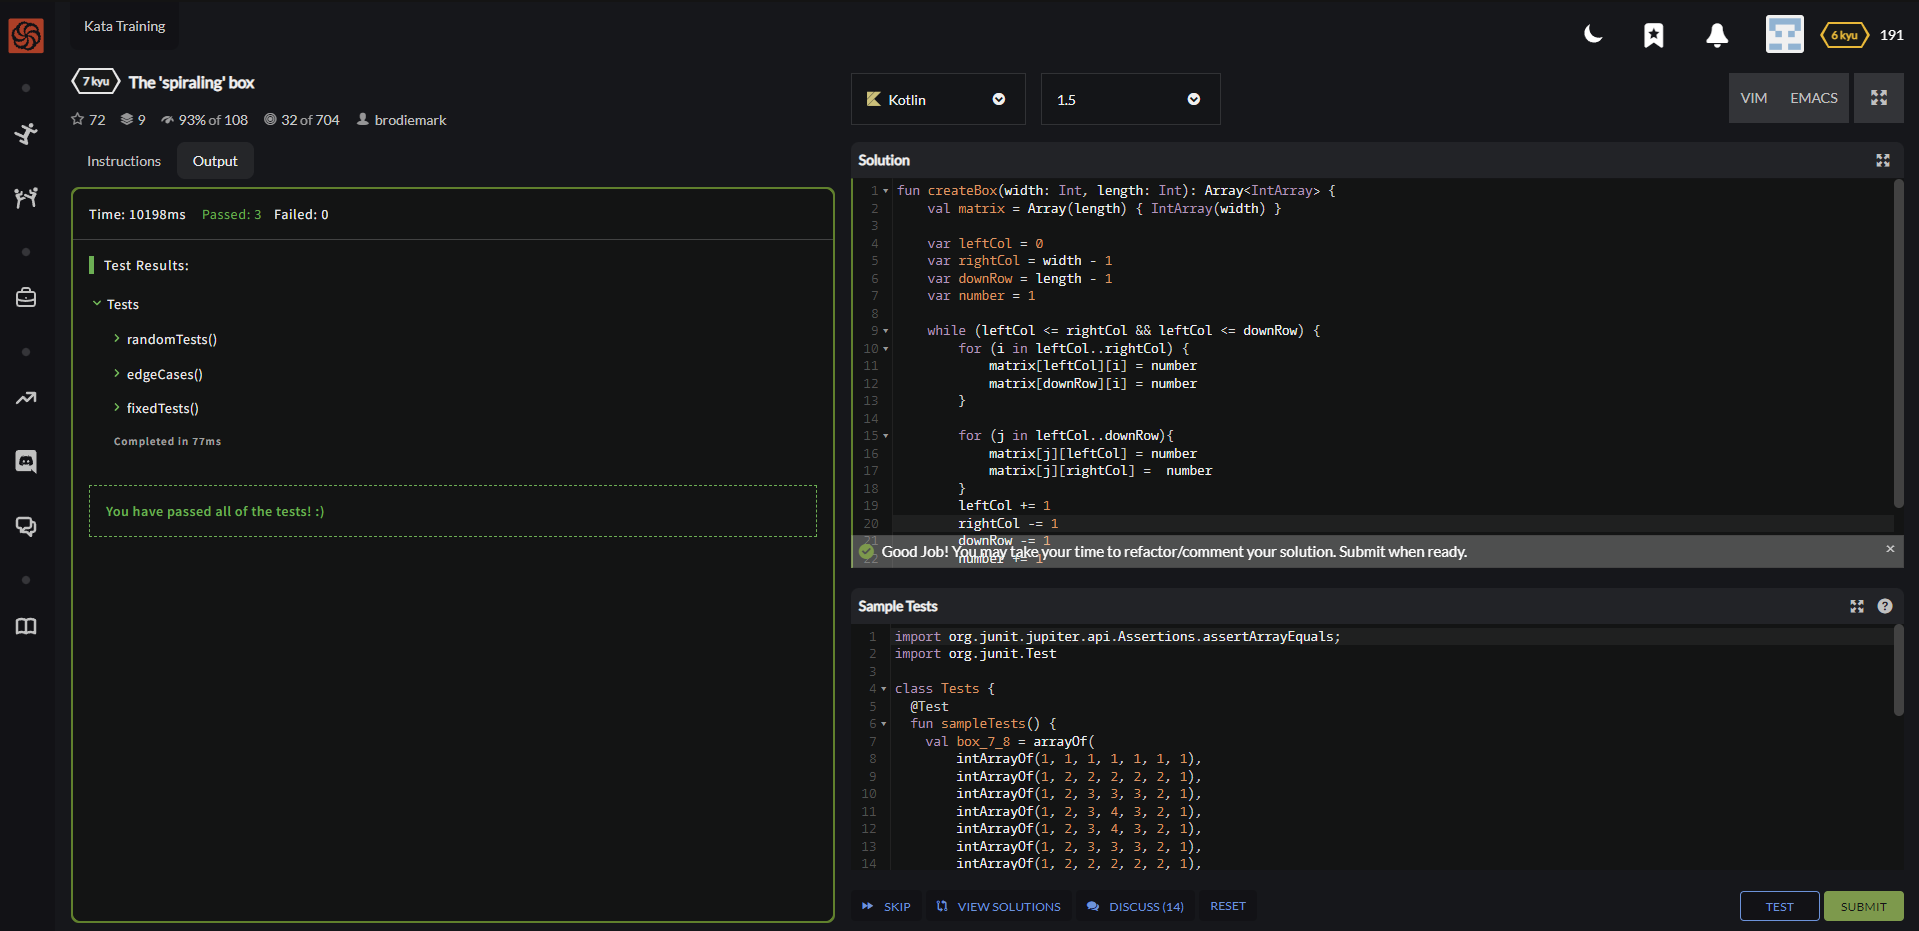 Kata Training
6 kyu 191
7 kyu The 'spiraling' box
72 9 93% of 108 32 of 704 brodiemark
Instructions Output
Time: 10198ms Passed: 3 Failed: 0
Test Results:
Tests
randomTests()
edgeCases()
fixedTests()
Completed in 77ms
You have passed all of the tests! :)
Kotlin 1.5 VIM EMACS
Solution
1 fun createBox(width: Int, length: Int): Array<IntArray> {
2     val matrix = Array(length) { IntArray(width) }
3
4     var leftCol = 0
5     var rightCol = width - 1
6     var downRow = length - 1
7     var number = 1
8
9     while (leftCol <= rightCol && leftCol <= downRow) {
10         for (i in leftCol..rightCol) {
11             matrix[leftCol][i] = number
12             matrix[downRow][i] = number
13         }
14
15         for (j in leftCol..downRow){
16             matrix[j][leftCol] = number
17             matrix[j][rightCol] =  number
18         }
19         leftCol += 1
20         rightCol -= 1
21         downRow -= 1
22         number += 1
Good Job! You may take your time to refactor/comment your solution. Submit when ready. ×
Sample Tests
1 import org.junit.jupiter.api.Assertions.assertArrayEquals;
2 import org.junit.Test
3
4 class Tests {
5   @Test
6   fun sampleTests() {
7     val box_7_8 = arrayOf(
8         intArrayOf(1, 1, 1, 1, 1, 1, 1),
9         intArrayOf(1, 2, 2, 2, 2, 2, 1),
10         intArrayOf(1, 2, 3, 3, 3, 2, 1),
11         intArrayOf(1, 2, 3, 4, 3, 2, 1),
12         intArrayOf(1, 2, 3, 4, 3, 2, 1),
13         intArrayOf(1, 2, 3, 3, 3, 2, 1),
14         intArrayOf(1, 2, 2, 2, 2, 2, 1),
SKIP VIEW SOLUTIONS DISCUSS (14) RESET TEST SUBMIT